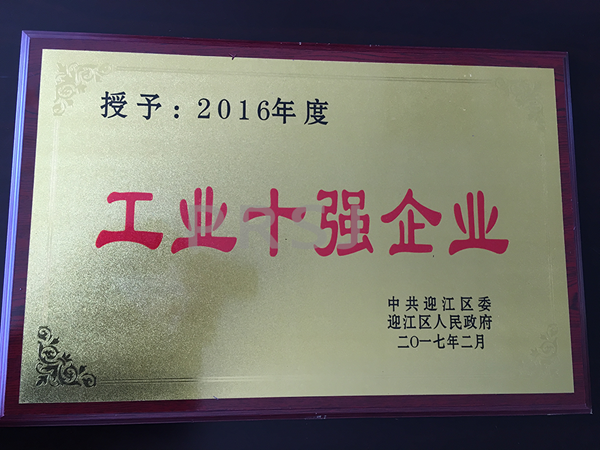 授予：2016年度
工业十强企业
PRSJ
中共迎江区委
迎江区人民政府
二〇一七年二月